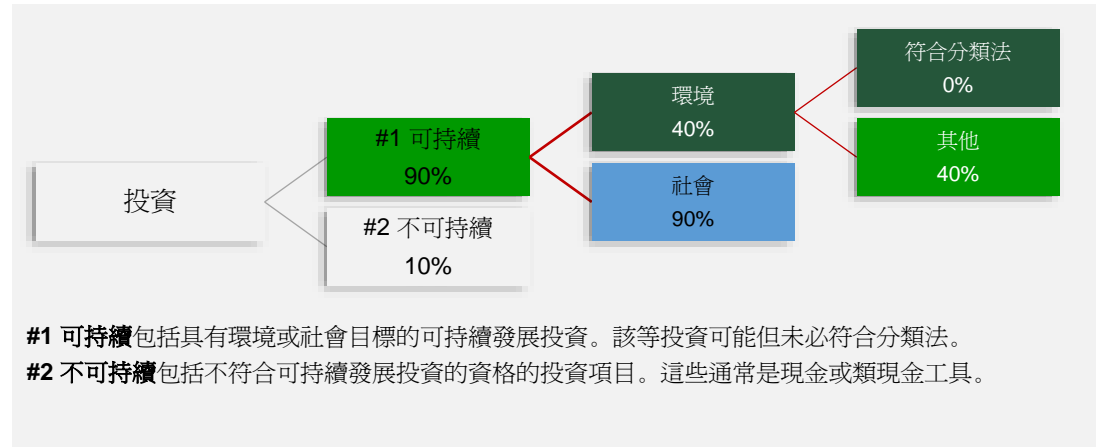 符合分類法
0%
環境
40%
#1 可持續
90%
其他
40%
投資
社會
90%
#2 不可持續
10%
#1 可持續包括具有環境或社會目標的可持續發展投資。該等投資可能但未必符合分類法。
#2 不可持續包括不符合可持續發展投資的資格的投資項目。這些通常是現金或類現金工具。